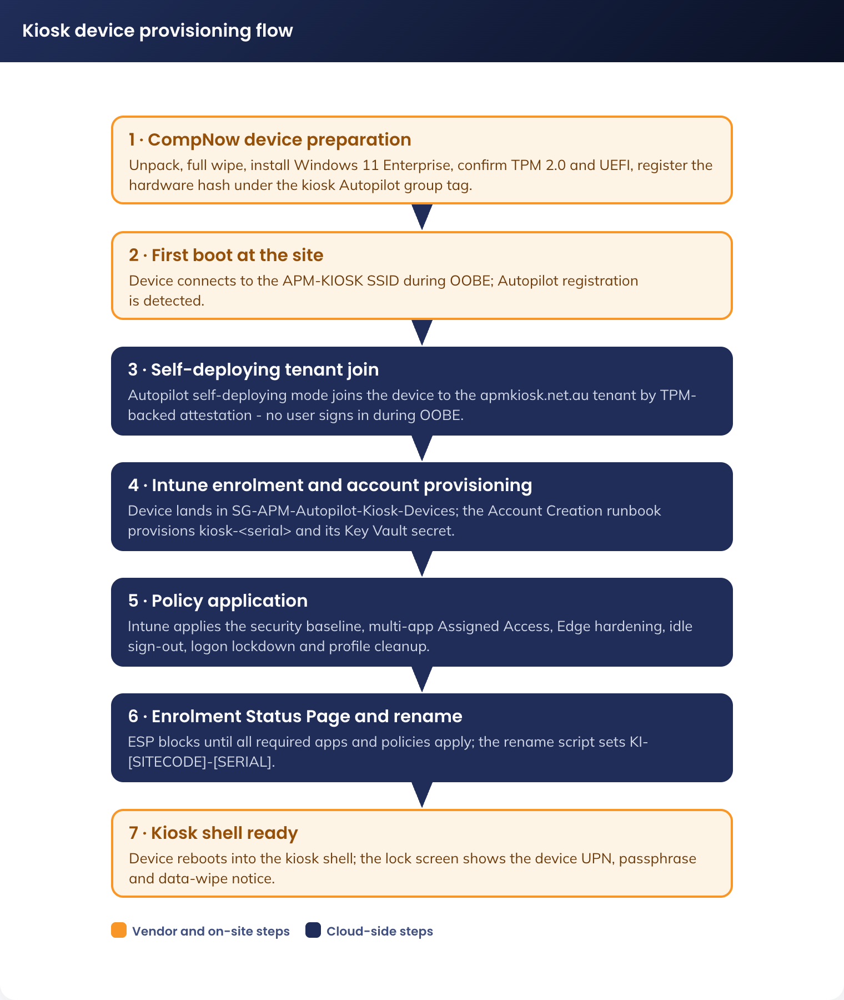 Kiosk device provisioning flow
1 · CompNow device preparation
Unpack, full wipe, install Windows 11 Enterprise, confirm TPM 2.0 and UEFI, register the
hardware hash under the kiosk Autopilot group tag.
2 · First boot at the site
Device connects to the APM-KIOSK SSID during OOBE; Autopilot registration
is detected.
3 · Self-deploying tenant join
Autopilot self-deploying mode joins the device to the apmkiosk.net.au tenant by TPM-
backed attestation - no user signs in during OOBE.
4 · Intune enrolment and account provisioning
Device lands in SG-APM-Autopilot-Kiosk-Devices; the Account Creation runbook
provisions kiosk-<serial> and its Key Vault secret.
5 · Policy application
Intune applies the security baseline, multi-app Assigned Access, Edge hardening, idle
sign-out, logon lockdown and profile cleanup.
6 · Enrolment Status Page and rename
ESP blocks until all required apps and policies apply; the rename script sets KI-
[SITECODE]-[SERIAL].
7 · Kiosk shell ready
Device reboots into the kiosk shell; the lock screen shows the device UPN, passphrase
and data-wipe notice.
Vendor and on-site steps
Cloud-side steps